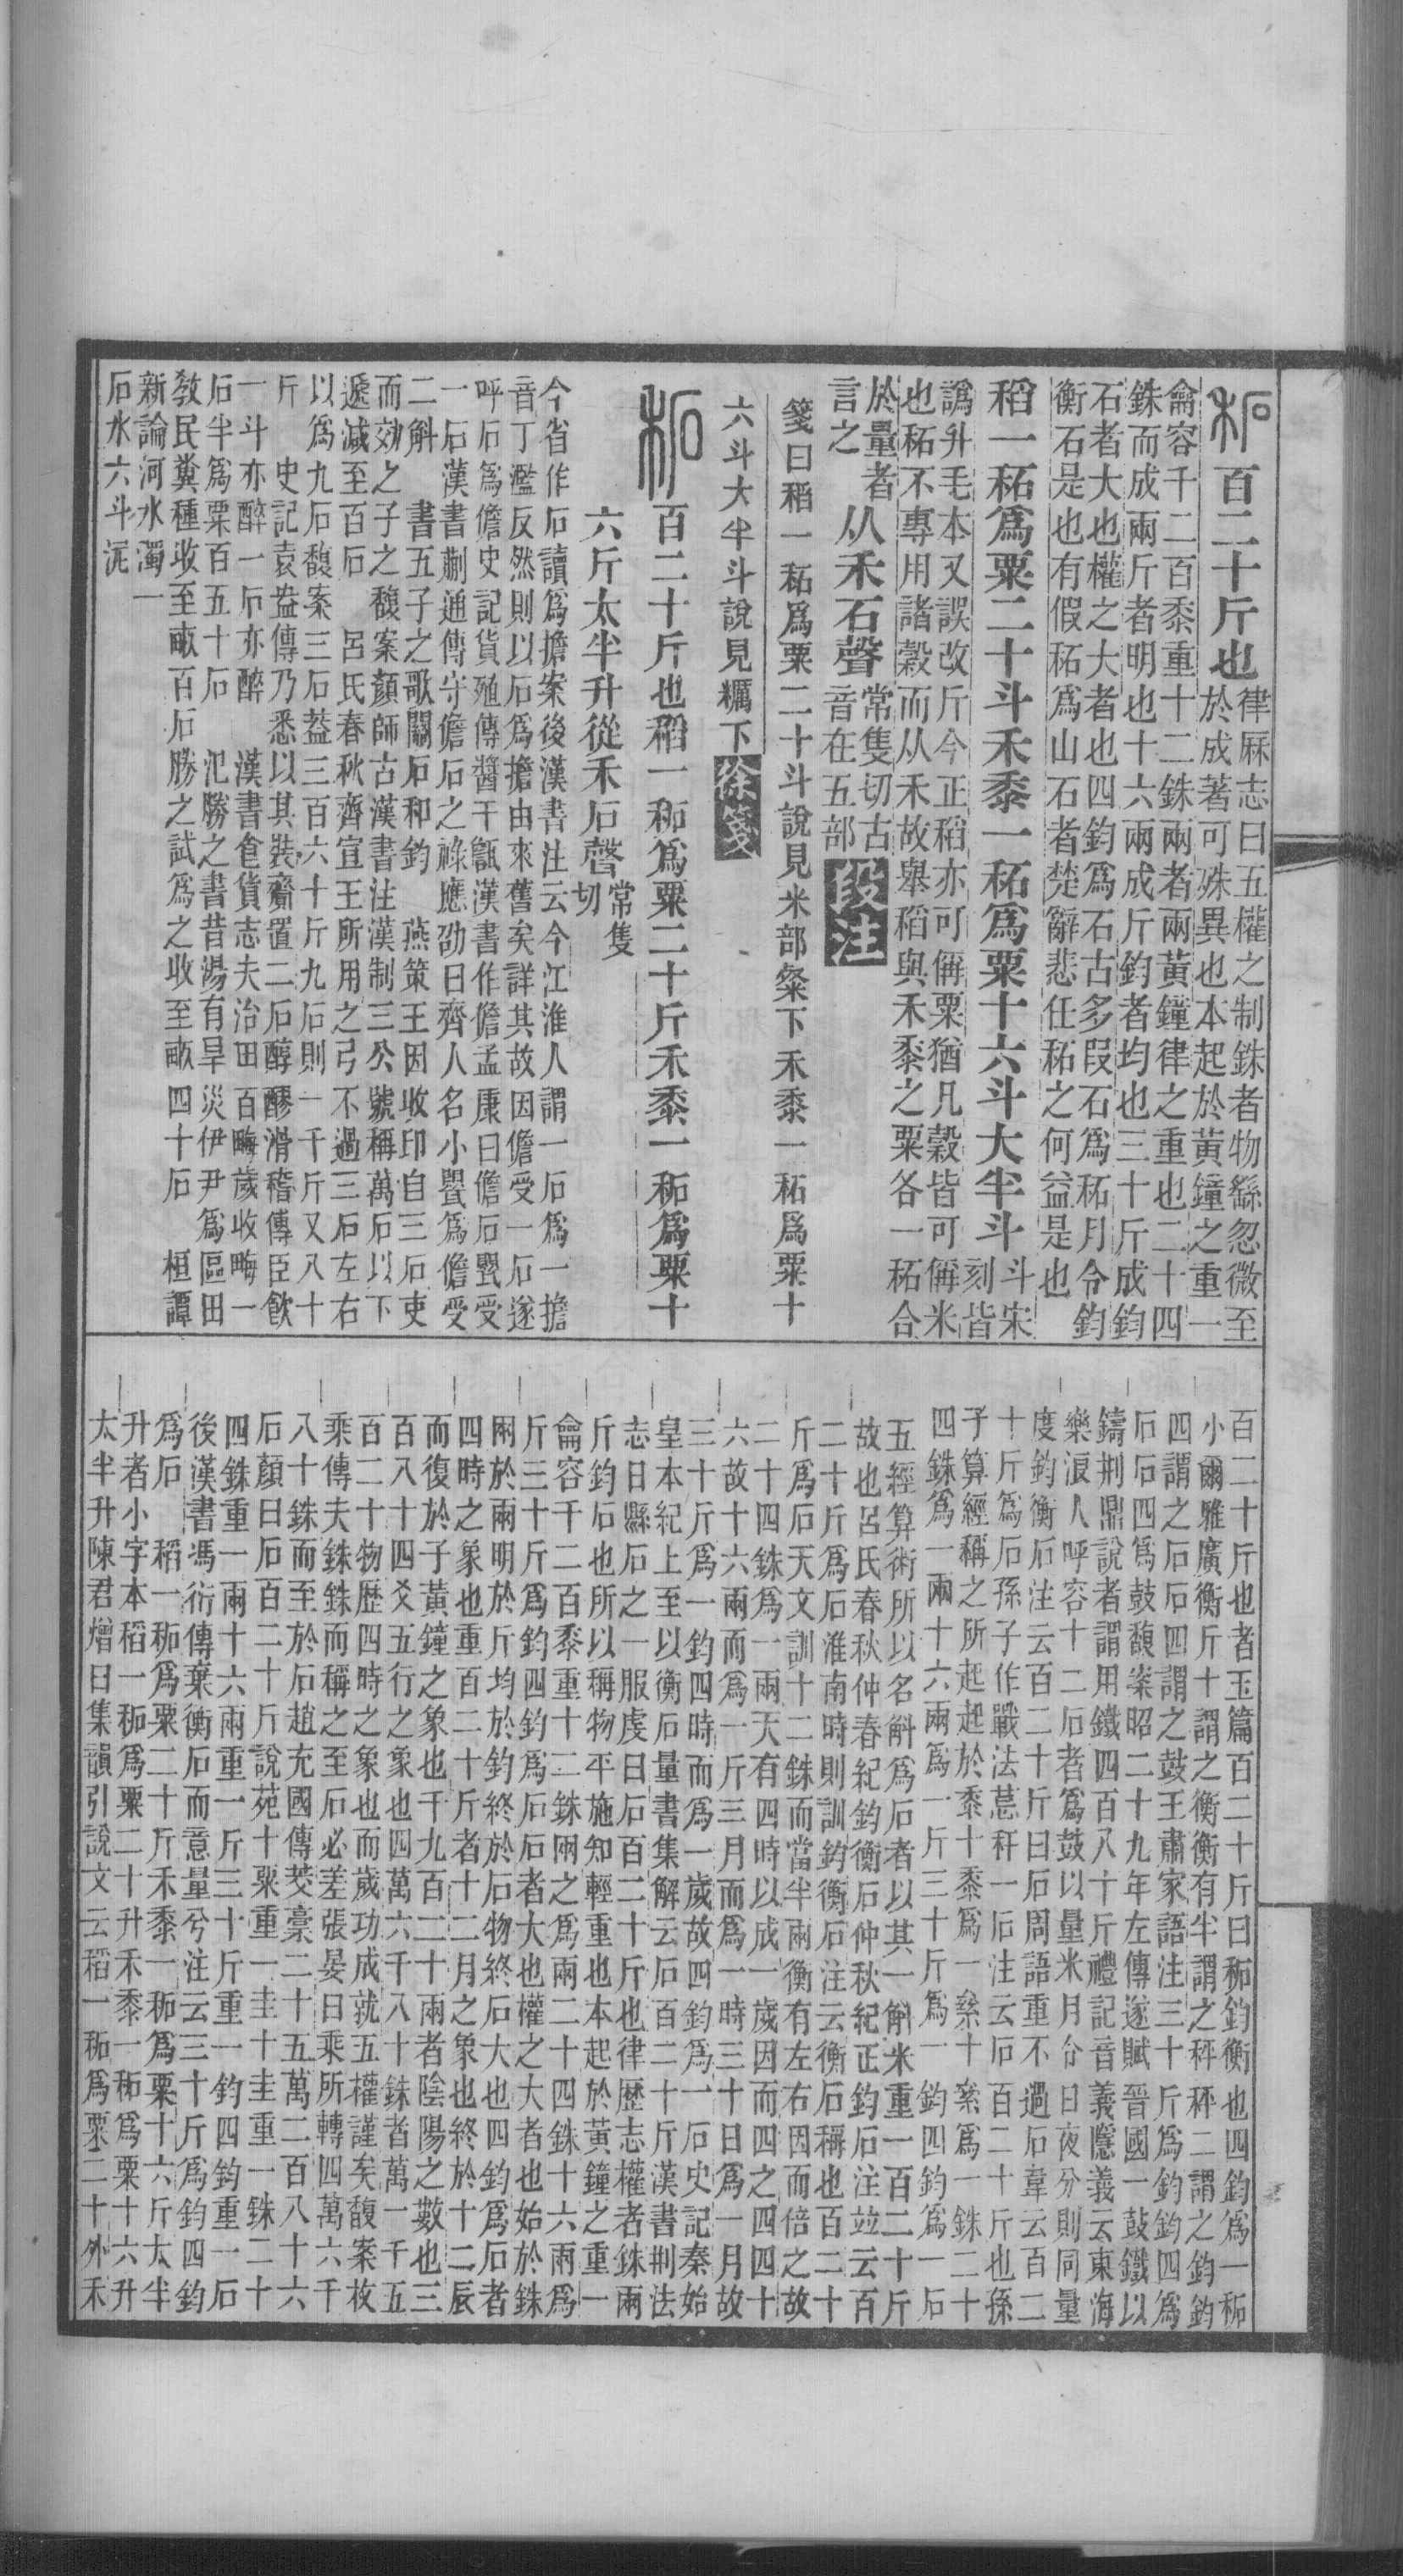 百二十斤也
律厤志曰五權之制銖者物繇忽微至
於成著可殊異也本起於黃鐘之重一
龠容千二百黍重十二銖兩者兩黃鐘律之重也二十四
銖而成兩斤者明也十六兩成斤鈞者均也三十斤成鈞
石者大也權之大者也四鈞爲石古多叚石爲䄷月令鈞
衡石是也有假䄷爲山石者楚辭悲任䄷之何益是也
稻一䄷爲粟二十斗禾黍一䄷爲粟十六斗大半斗
斗宋
刻皆
譌升毛本又誤改斤今正稻亦可偁粟猶凡穀皆可偁米
也䄷不專用諸穀而从禾故舉稻與禾黍之粟各一䄷合
於量者
言之
从禾石聲
常隻切古
音在五部
段注
箋曰稻一䄷爲粟二十斗說見米部粲下禾黍一䄷爲粟十
六斗大半斗說見糲下
徐箋
百二十斤也稻一䄷爲粟二十斤禾黍一䄷爲粟十
六斤太半升從禾石聲
常隻
切
今省作石讀爲擔案後漢書注云今江淮人謂一石爲一擔
音丁濫反然則以石爲擔由來舊矣詳其故因儋受一石遂
呼石爲儋史記貨殖傳醬千甔漢書作儋孟康曰儋石甖受
一石漢書蒯通傳守儋石之祿應劭曰齊人名小甖爲儋受
二斛　書五子之歌關石和鈞　燕策王因收印自三石吏
而效之子之馥案顏師古漢書注漢制三公號稱萬石以下
遞減至百石　呂氏春秋齊宣王所用之弓不過三石左右
以爲九石馥案三石益三百六十斤九石則一千斤又八十
斤　史記袁盎傳乃悉以其裝齎置二石醇醪滑稽傳臣飲
一斗亦醉一石亦醉　漢書食貨志夫治田百畮歲收畮一
石半爲粟百五十石　氾勝之書昔湯有旱災伊尹爲區田
敎民糞種收至畝百石勝之試爲之收至畝四十石　桓譚
新論河水濁一
石水六斗泥
百二十斤也者玉篇百二十斤曰䄷鈞衡也四鈞爲一䄷
小爾雅廣衡斤十謂之衡衡有半謂之秤秤二謂之鈞鈞
四謂之石石四謂之鼓王肅家語注三十斤爲鈞鈞四爲
石石四爲鼓馥案昭二十九年左傳遂賦晉國一鼓鐵以
鑄荆鼎說者謂用鐵四百八十斤禮記音義隱義云東海
樂浪人呼容十二石者爲鼓以量米月令日夜分則同量
度鈞衡石注云百二十斤曰石周語重不過石韋云百二
十斤爲石孫子作戰法萁秆一石注云石百二十斤也孫
子算經稱之所起起於黍十黍爲一絫十絫爲一銖二十
四銖爲一兩十六兩爲一斤三十斤爲一鈞四鈞爲一石
五經算術所以名斛爲石者以其一斛米重一百二十斤
故也呂氏春秋仲春紀鈞衡石仲秋紀正鈞石注竝云百
二十斤爲石淮南時則訓鈞衡石注云衡石稱也百二十
斤爲石天文訓十二銖而當半兩衡有左右因而倍之故
二十四銖爲一兩天有四時以成一歲因而四之四四十
六故十六兩而爲一斤三月而爲一時三十日爲一月故
三十斤爲一鈞四時而爲一歲故四鈞爲一石史記秦始
皇本紀上至以衡石量書集解云石百二十斤漢書荆法
志曰縣石之一服虔曰石百二十斤也律歷志權者銖兩
斤鈞石也所以稱物平施知輕重也本起於黃鐘之重一
龠容千二百黍重十二銖兩之爲兩二十四銖十六兩爲
斤三十斤爲鈞四鈞爲石石者大也權之大者也始於銖
兩於兩明於斤均於鈞終於石物終石大也四鈞爲石者
四時之象也重百二十斤者十二月之象也終於十二辰
而復於子黃鐘之象也千九百二十兩者陰陽之數也三
百八十四爻五行之象也四萬六千八十銖者萬一千五
百二十物歷四時之象也而歲功成就五權謹矣馥案枚
乘傳夫銖銖而稱之至石必差張晏曰乘所轉四萬六千
八十銖而至於石趙充國傳茭稾二十五萬二百八十六
石顏曰石百二十斤說苑十粟重一圭十圭重一銖二十
四銖重一兩十六兩重一斤三十斤重一鈞四鈞重一石
後漢書馮衍傳棄衡石而意量兮注云三十斤爲鈞四鈞
爲石　稻一䄷爲粟二十斤禾黍一䄷爲粟十六斤大半
升者小字本稻一䄷爲粟二十升禾黍一䄷爲粟十六升
太半升陳君熷曰集韻引說文云稻一䄷爲粟二十外禾